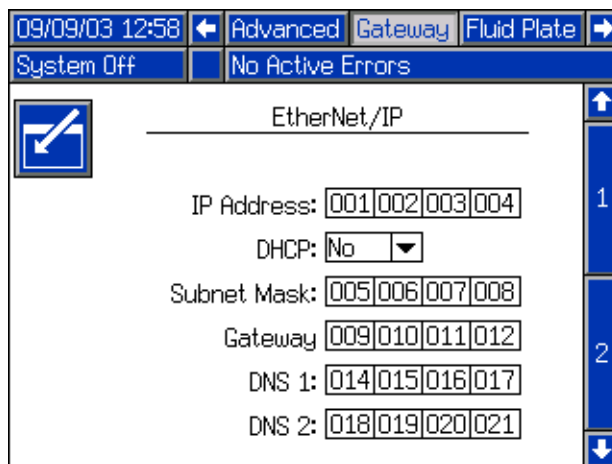 09/09/03 12:58 Advanced Gateway Fluid Plate
System Off No Active Errors
EtherNet/IP
IP Address: 001 002 003 004
1
DHCP: No
Subnet Mask: 005 006 007 008
Gateway 009 010 011 012
2
DNS 1: 014 015 016 017
DNS 2: 018 019 020 021